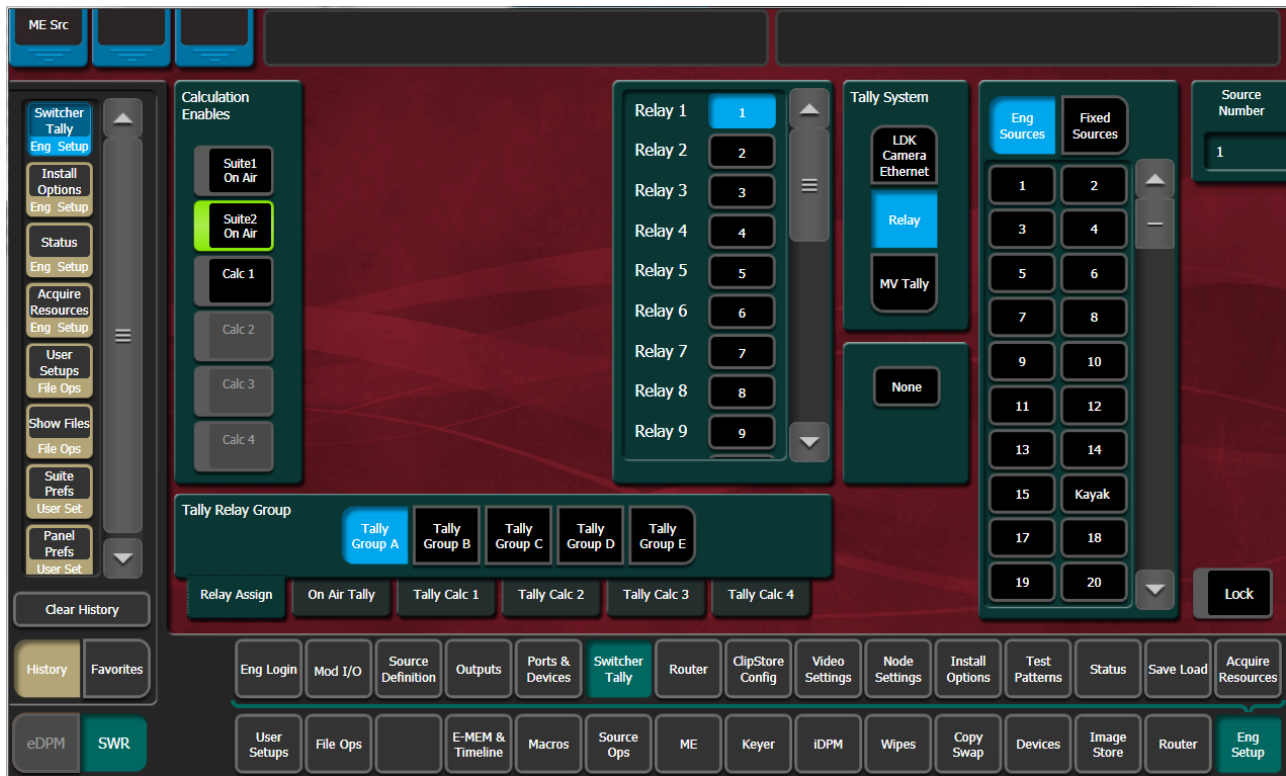 ME Src
Switcher
Tally
Eng Setup
Install
Options
Eng Setup
Status
Eng Setup
Acquire
Resources
Eng Setup
User
Setups
File Ops
Show Files
File Ops
Suite
Prefs
User Set
Panel
Prefs
User Set
Clear History
History
Favorites
eDPM
SWR
Calculation
Enables
Suite1
On Air
Suite2
On Air
Calc 1
Calc 2
Calc 3
Calc 4
Relay 1 1
Relay 2 2
Relay 3 3
Relay 4 4
Relay 5 5
Relay 6 6
Relay 7 7
Relay 8 8
Relay 9 9
Tally System
LDK
Camera
Ethernet
Relay
MV Tally
None
Eng
Sources
Fixed
Sources
1 2
3 4
5 6
7 8
9 10
11 12
13 14
15 Kayak
17 18
19 20
Source
Number
1
Lock
Tally Relay Group
Tally
Group A
Tally
Group B
Tally
Group C
Tally
Group D
Tally
Group E
Relay Assign
On Air Tally
Tally Calc 1
Tally Calc 2
Tally Calc 3
Tally Calc 4
Eng Login
Mod I/O
Source
Definition
Outputs
Ports &
Devices
Switcher
Tally
Router
ClipStore
Config
Video
Settings
Node
Settings
Install
Options
Test
Patterns
Status
Save Load
Acquire
Resources
User
Setups
File Ops
E-MEM &
Timeline
Macros
Source
Ops
ME
Keyer
iDPM
Wipes
Copy
Swap
Devices
Image
Store
Router
Eng
Setup